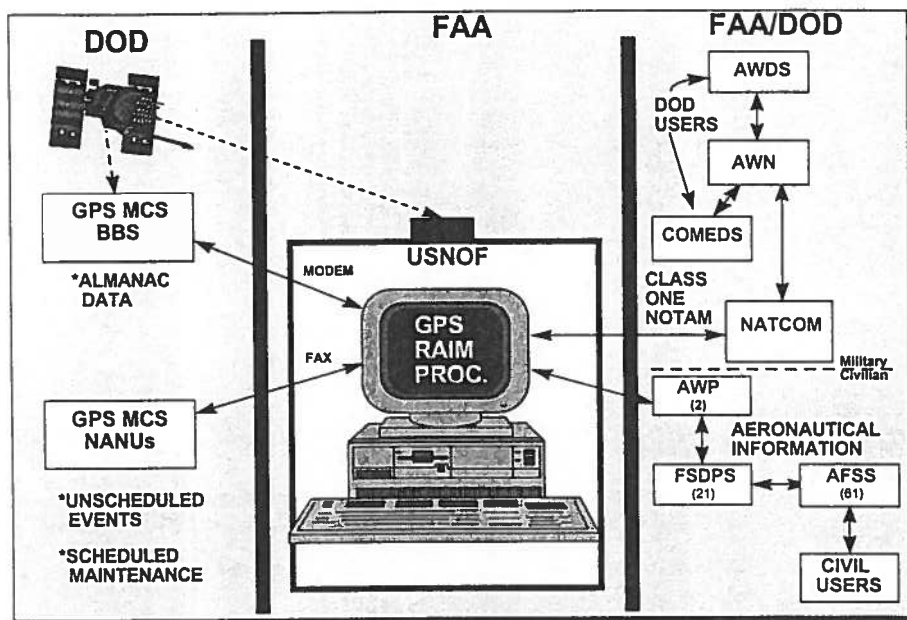 DOD
GPS MCS
BBS
*ALMANAC
DATA
GPS MCS
NANUs
*UNSCHEDULED
EVENTS
*SCHEDULED
MAINTENANCE
FAA
USNOF
MODEM
FAX
GPS
RAIM
PROC.
FAA/DOD
AWDS
DOD
USERS
AWN
COMEDS
CLASS
ONE
NOTAM
NATCOM
Military
Civilian
AWP
(2)
AERONAUTICAL
INFORMATION
FSDPS
(21)
AFSS
(61)
CIVIL
USERS